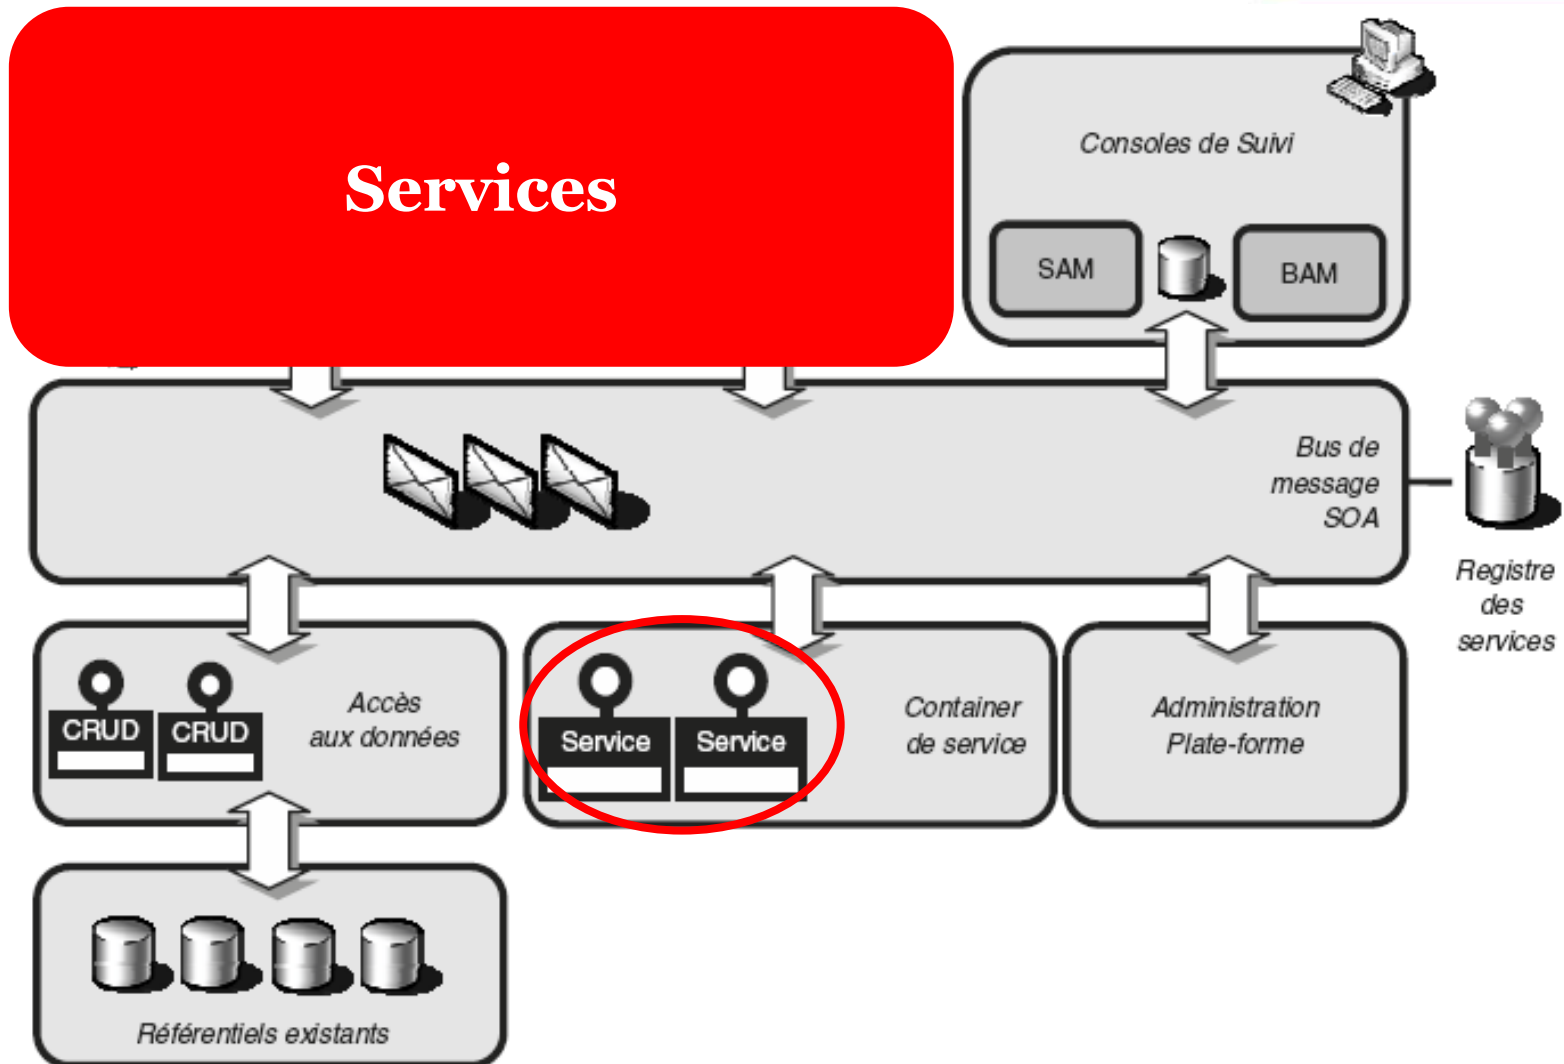 Services
Consoles de Suivi
SAM
BAM
Bus de
message
SOA
Registre
des
services
CRUD
CRUD
Accès
aux données
Service
Service
Container
de service
Administration
Plate-forme
Référentiels existants